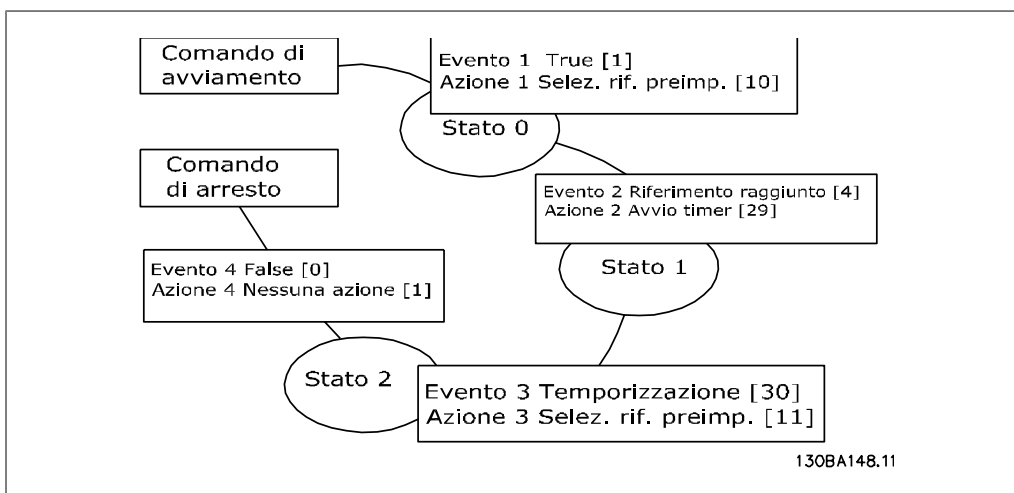 Comando di
avviamento
Evento 1 True [1]
Azione 1 Selez. rif. preimp. [10]
Stato 0
Comando
di arresto
Evento 2 Riferimento raggiunto [4]
Azione 2 Avvio timer [29]
Stato 1
Evento 4 False [0]
Azione 4 Nessuna azione [1]
Stato 2
Evento 3 Temporizzazione [30]
Azione 3 Selez. rif. preimp. [11]
130BA148.11